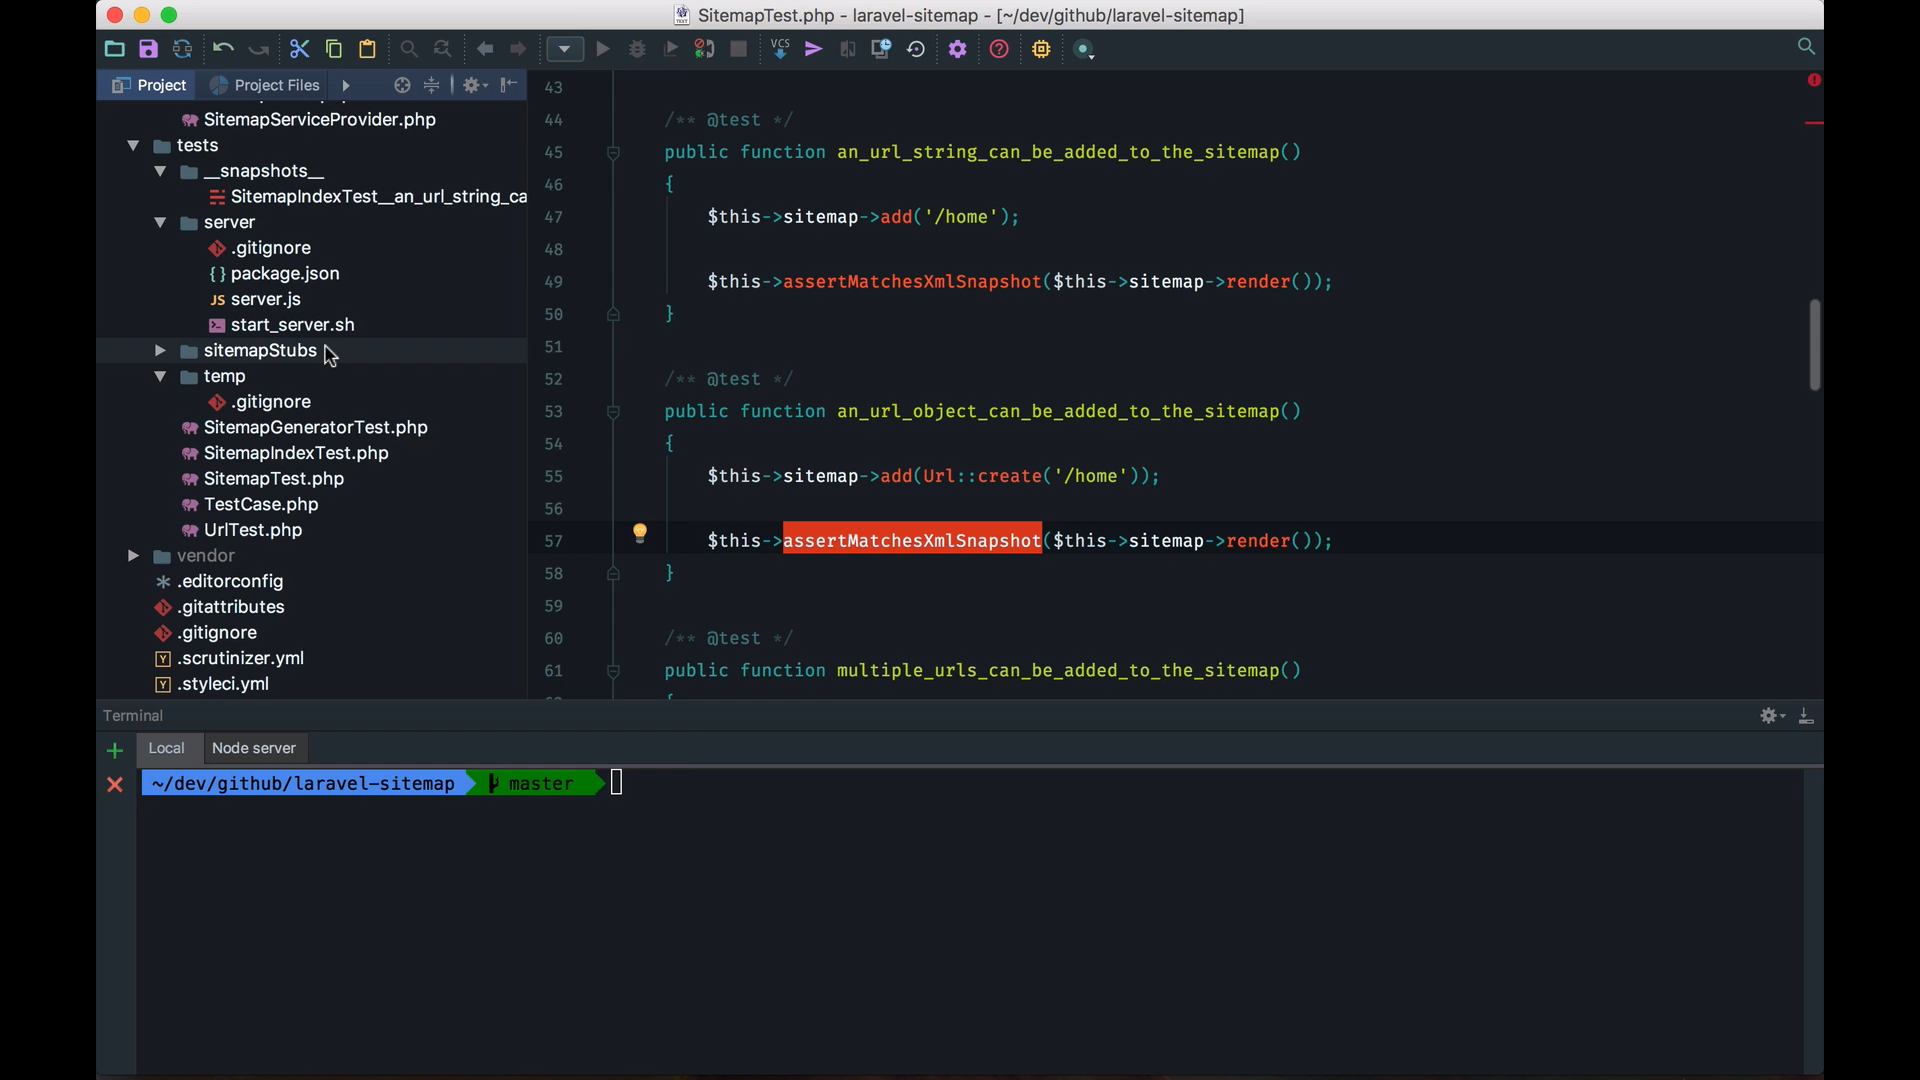 SitemapTest.php - laravel-sitemap - [~/dev/github/laravel-sitemap]
VCS
Project
Project Files
SitemapServiceProvider.php
tests
__snapshots__
SitemapIndexTest__an_url_string_ca
server
.gitignore
package.json
JS server.js
start_server.sh
sitemapStubs
temp
.gitignore
SitemapGeneratorTest.php
SitemapIndexTest.php
SitemapTest.php
TestCase.php
UrlTest.php
vendor
.editorconfig
.gitattributes
.gitignore
Y .scrutinizer.yml
Y .styleci.yml
43
44 /** @test */
45 public function an_url_string_can_be_added_to_the_sitemap()
46 {
47 $this->sitemap->add('/home');
48
49 $this->assertMatchesXmlSnapshot($this->sitemap->render());
50 }
51
52 /** @test */
53 public function an_url_object_can_be_added_to_the_sitemap()
54 {
55 $this->sitemap->add(Url::create('/home'));
56
57 $this->assertMatchesXmlSnapshot($this->sitemap->render());
58 }
59
60 /** @test */
61 public function multiple_urls_can_be_added_to_the_sitemap()
Terminal
Local
Node server
~/dev/github/laravel-sitemap master